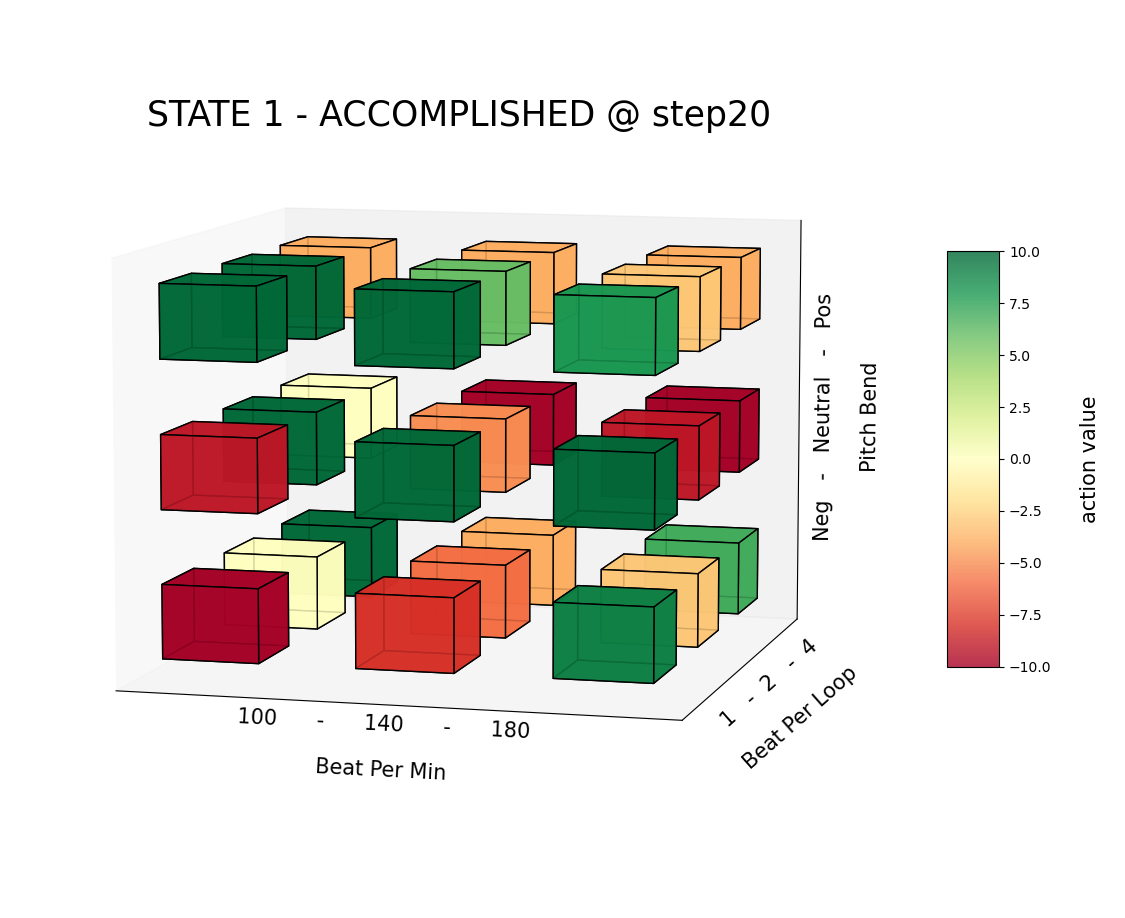 STATE 1 - ACCOMPLISHED @ step20
Neg - Neutral - Pos
Pitch Bend
1 - 2 - 4
Beat Per Loop
100 - 140 - 180
Beat Per Min
10.0
7.5
5.0
2.5
0.0
−2.5
−5.0
−7.5
−10.0
action value